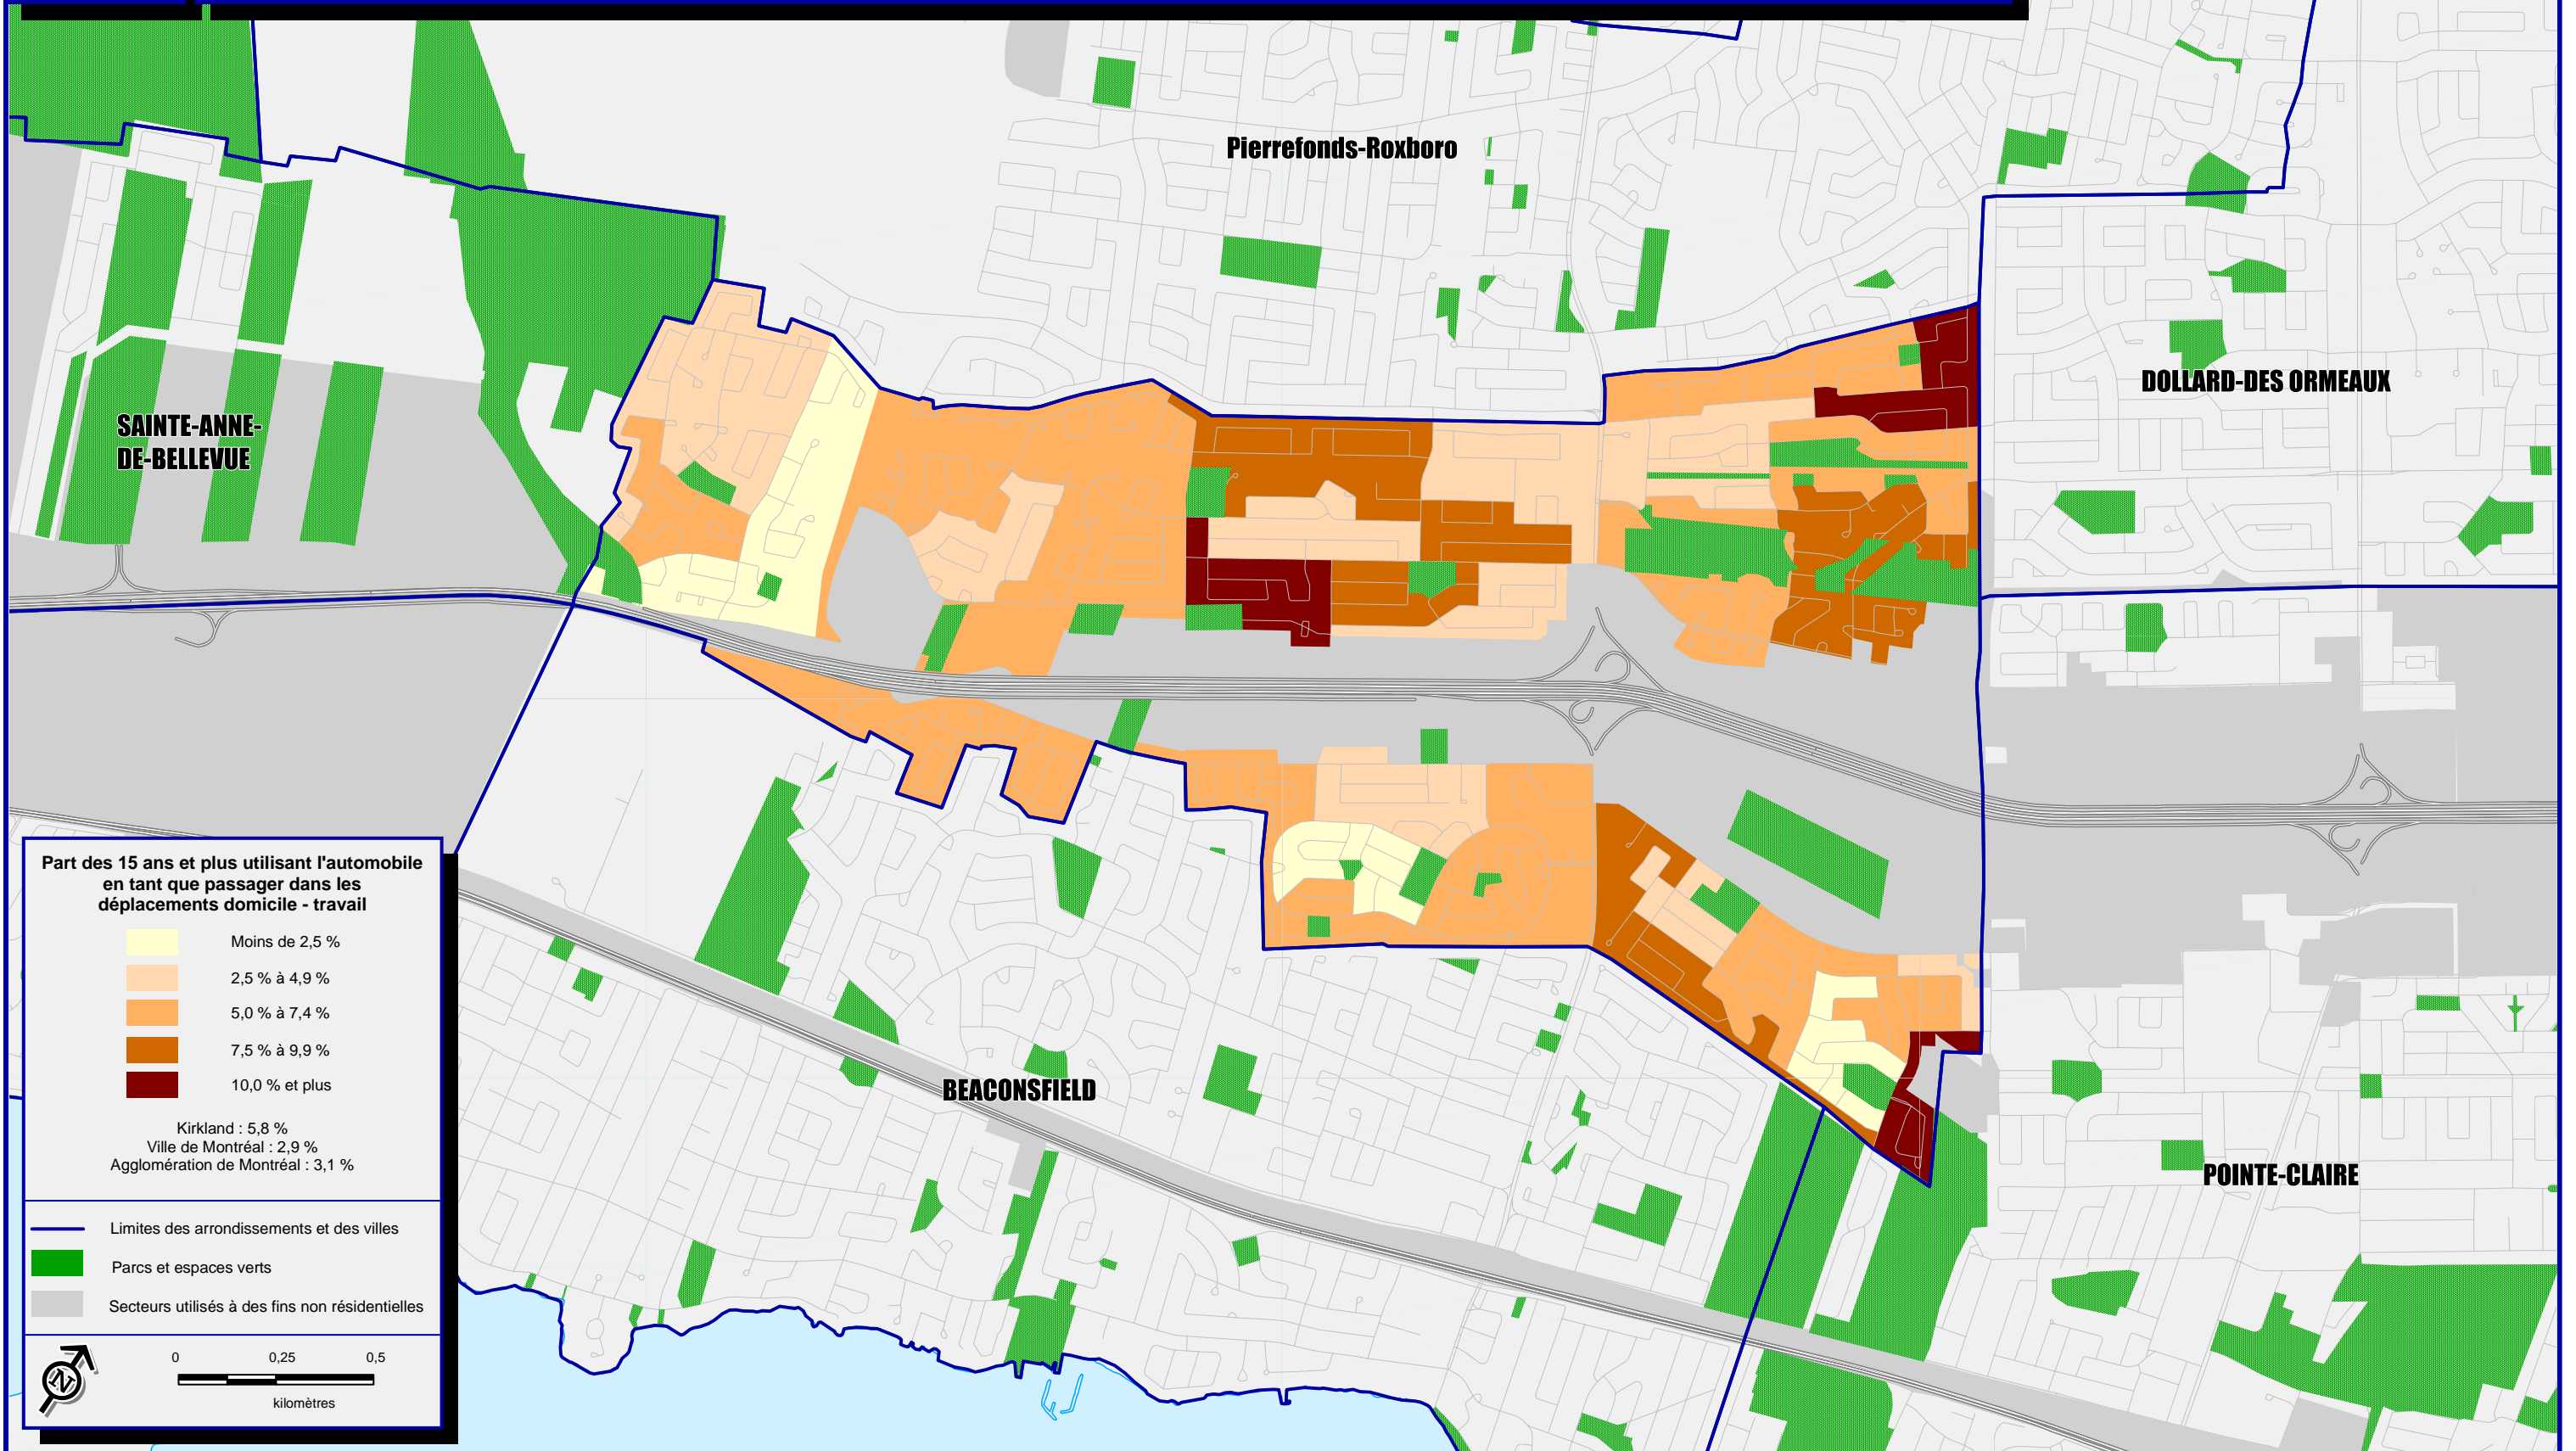 Pierrefonds-Roxboro
DOLLARD-DES ORMEAUX
SAINTE-ANNE-
DE-BELLEVUE
BEACONSFIELD
POINTE-CLAIRE
Part des 15 ans et plus utilisant l'automobile
en tant que passager dans les
déplacements domicile - travail
Moins de 2,5 %
2,5 % à 4,9 %
5,0 % à 7,4 %
7,5 % à 9,9 %
10,0 % et plus
Kirkland : 5,8 %
Ville de Montréal : 2,9 %
Agglomération de Montréal : 3,1 %
Limites des arrondissements et des villes
Parcs et espaces verts
Secteurs utilisés à des fins non résidentielles
N
0 0,25 0,5
kilomètres